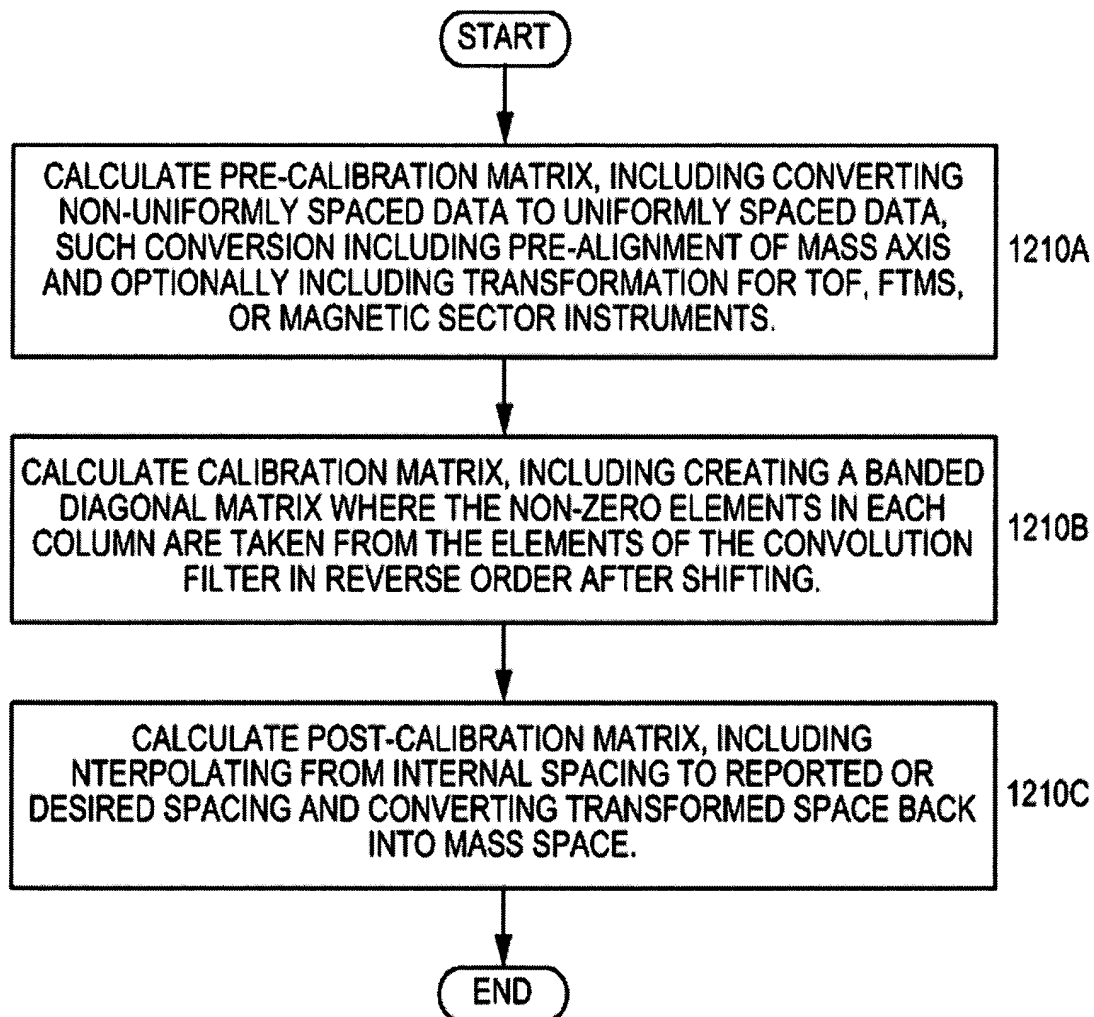 START
CALCULATE PRE-CALIBRATION MATRIX, INCLUDING CONVERTING
NON-UNIFORMLY SPACED DATA TO UNIFORMLY SPACED DATA,
SUCH CONVERSION INCLUDING PRE-ALIGNMENT OF MASS AXIS
AND OPTIONALLY INCLUDING TRANSFORMATION FOR TOF, FTMS,
OR MAGNETIC SECTOR INSTRUMENTS.
1210A
CALCULATE CALIBRATION MATRIX, INCLUDING CREATING A BANDED
DIAGONAL MATRIX WHERE THE NON-ZERO ELEMENTS IN EACH
COLUMN ARE TAKEN FROM THE ELEMENTS OF THE CONVOLUTION
FILTER IN REVERSE ORDER AFTER SHIFTING.
1210B
CALCULATE POST-CALIBRATION MATRIX, INCLUDING
NTERPOLATING FROM INTERNAL SPACING TO REPORTED OR
DESIRED SPACING AND CONVERTING TRANSFORMED SPACE BACK
INTO MASS SPACE.
1210C
END